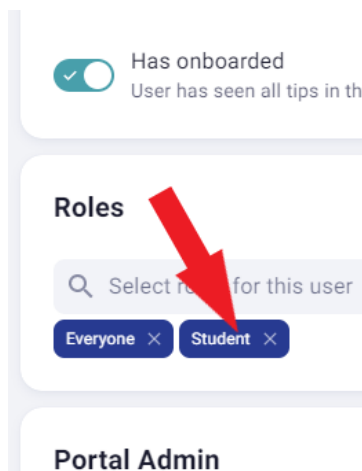 Has onboarded
User has seen all tips in th
Roles
Select for this user
Everyone
Student
Portal Admin